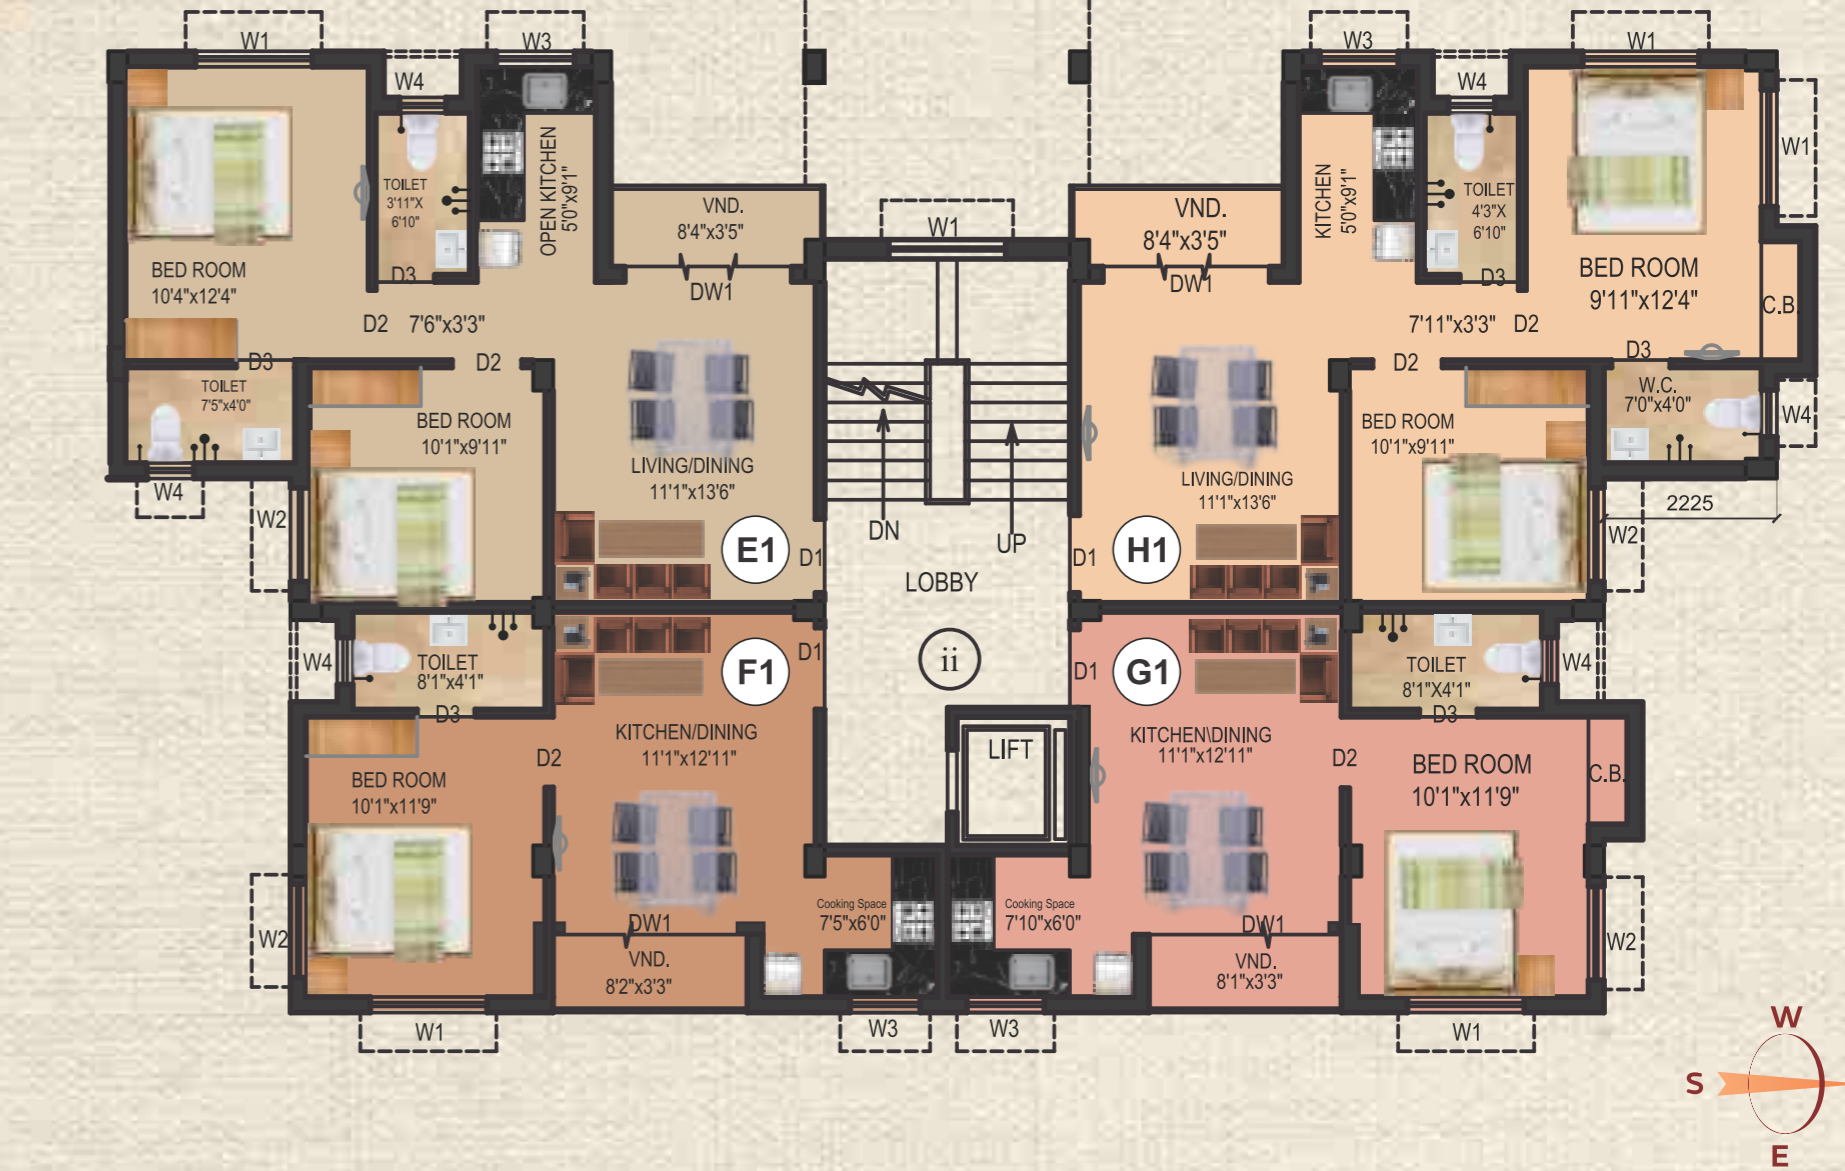 W1
W3
W3
W1
W4
W4
W1
TOILET
3'11"X
6'10"
OPEN KITCHEN
5'0"x9'1"
VND.
8'4"x3'5"
W1
VND.
8'4"x3'5"
KITCHEN
5'0"x9'1"
TOILET
4'3"X
6'10"
BED ROOM
10'4"x12'4"
D3
DW1
DW1
D3
BED ROOM
9'11"x12'4"
C.B.
D2
7'6"x3'3"
7'11"x3'3"
D2
D3
D2
D2
D3
TOILET
7'5"x4'0"
W.C.
7'0"x4'0"
W4
BED ROOM
10'1"x9'11"
BED ROOM
10'1"x9'11"
LIVING/DINING
11'1"x13'6"
LIVING/DINING
11'1"x13'6"
W4
W2
2225
W2
DN
UP
E1
D1
D1
H1
LOBBY
F1
D1
ii
D1
G1
W4
TOILET
8'1"x4'1"
TOILET
8'1"X4'1"
W4
D3
D3
KITCHEN/DINING
11'1"x12'11"
LIFT
KITCHEN\DINING
11'1"x12'11"
D2
D2
BED ROOM
10'1"x11'9"
BED ROOM
10'1"x11'9"
C.B.
Cooking Space
7'5"x6'0"
Cooking Space
7'10"x6'0"
DW1
DW1
W2
W2
VND.
8'2"x3'3"
VND.
8'1"x3'3"
W1
W3
W3
W1
W
S
E